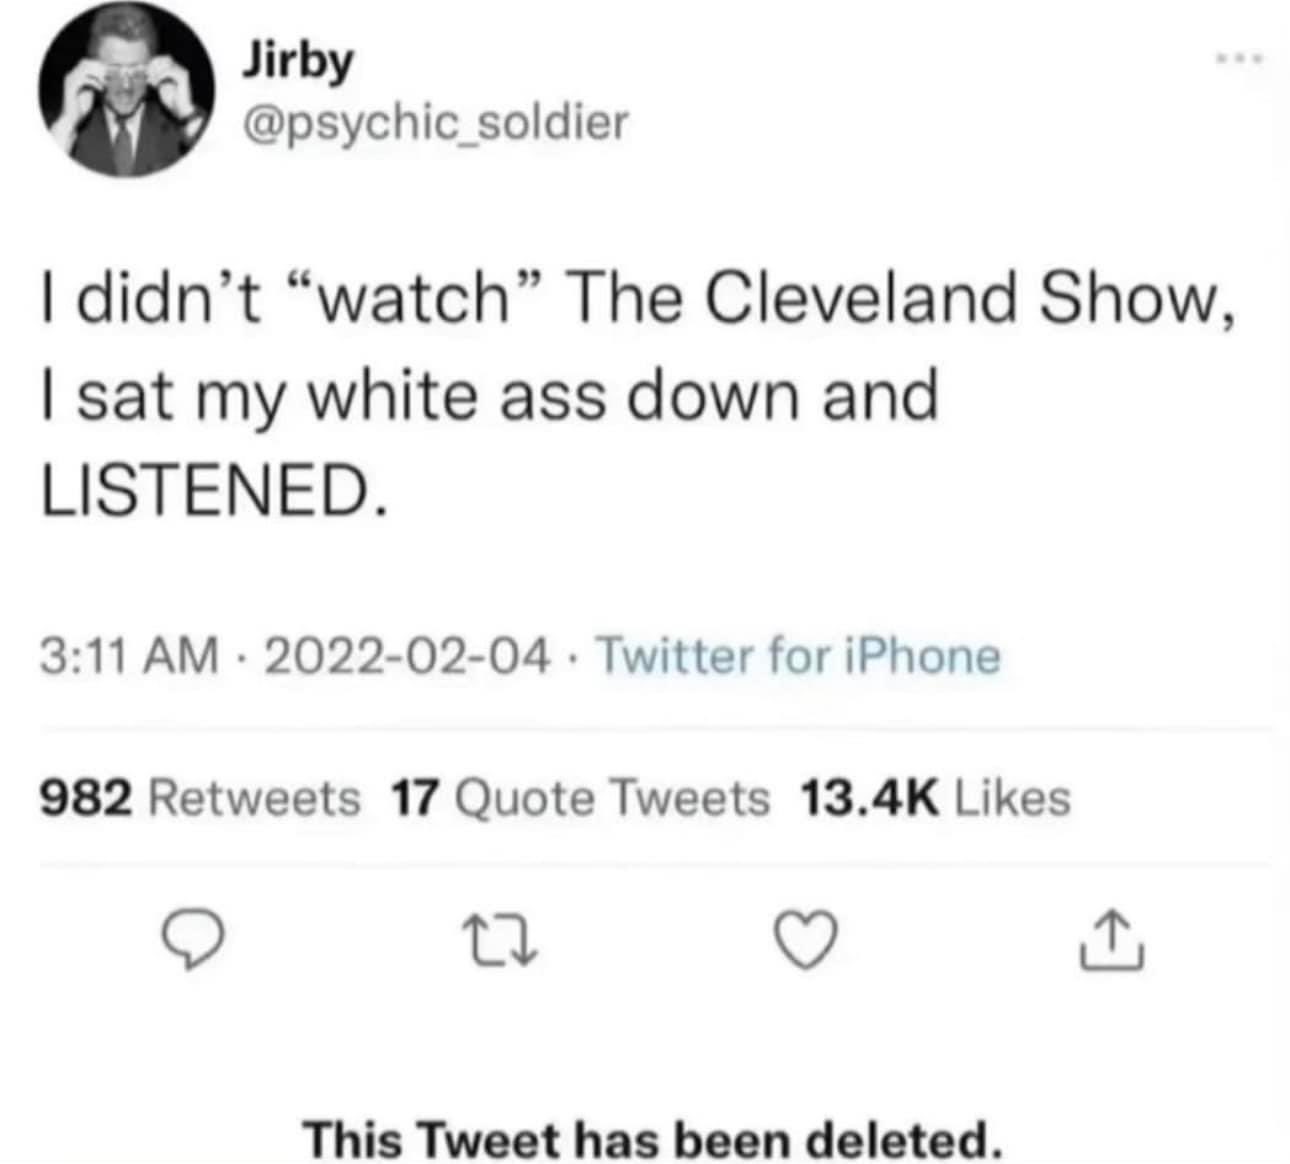 Jirby
@psychic_soldier
I didn’t “watch” The Cleveland Show,
I sat my white ass down and
LISTENED.
3:11 AM · 2022-02-04 · Twitter for iPhone
982 Retweets 17 Quote Tweets 13.4K Likes
This Tweet has been deleted.